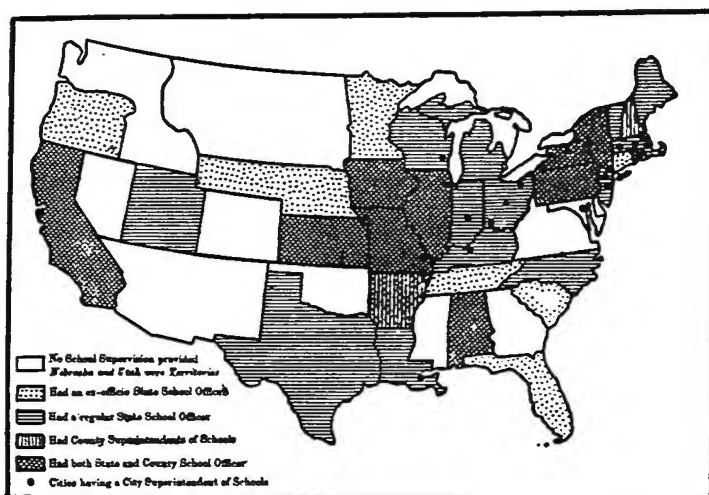 No School Supervision provided
Nebraska and Utah were Territories
Had an ex-officio State School Officer
Had a regular State School Officer
Had County Superintendents of Schools
Had both State and County School Officer
Cities having a City Superintendent of Schools